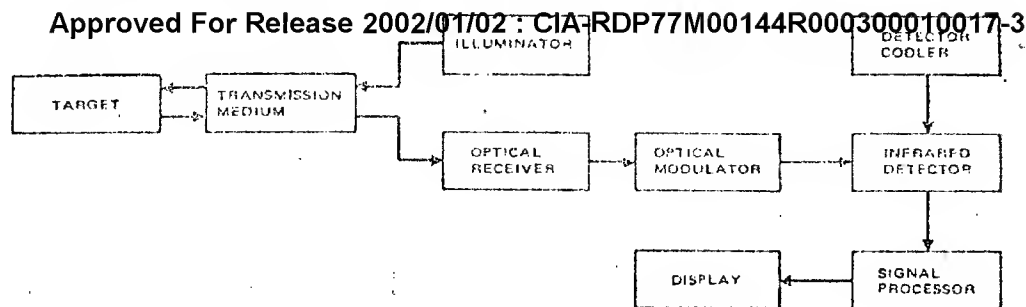 Approved For Release 2002/01/02 : CIA-RDP77M00144R000300010017-3
ILLUMINATOR
DETECTOR
COOLER
TARGET
TRANSMISSION
MEDIUM
OPTICAL
RECEIVER
OPTICAL
MODULATOR
INFRARED
DETECTOR
DISPLAY
SIGNAL
PROCESSOR